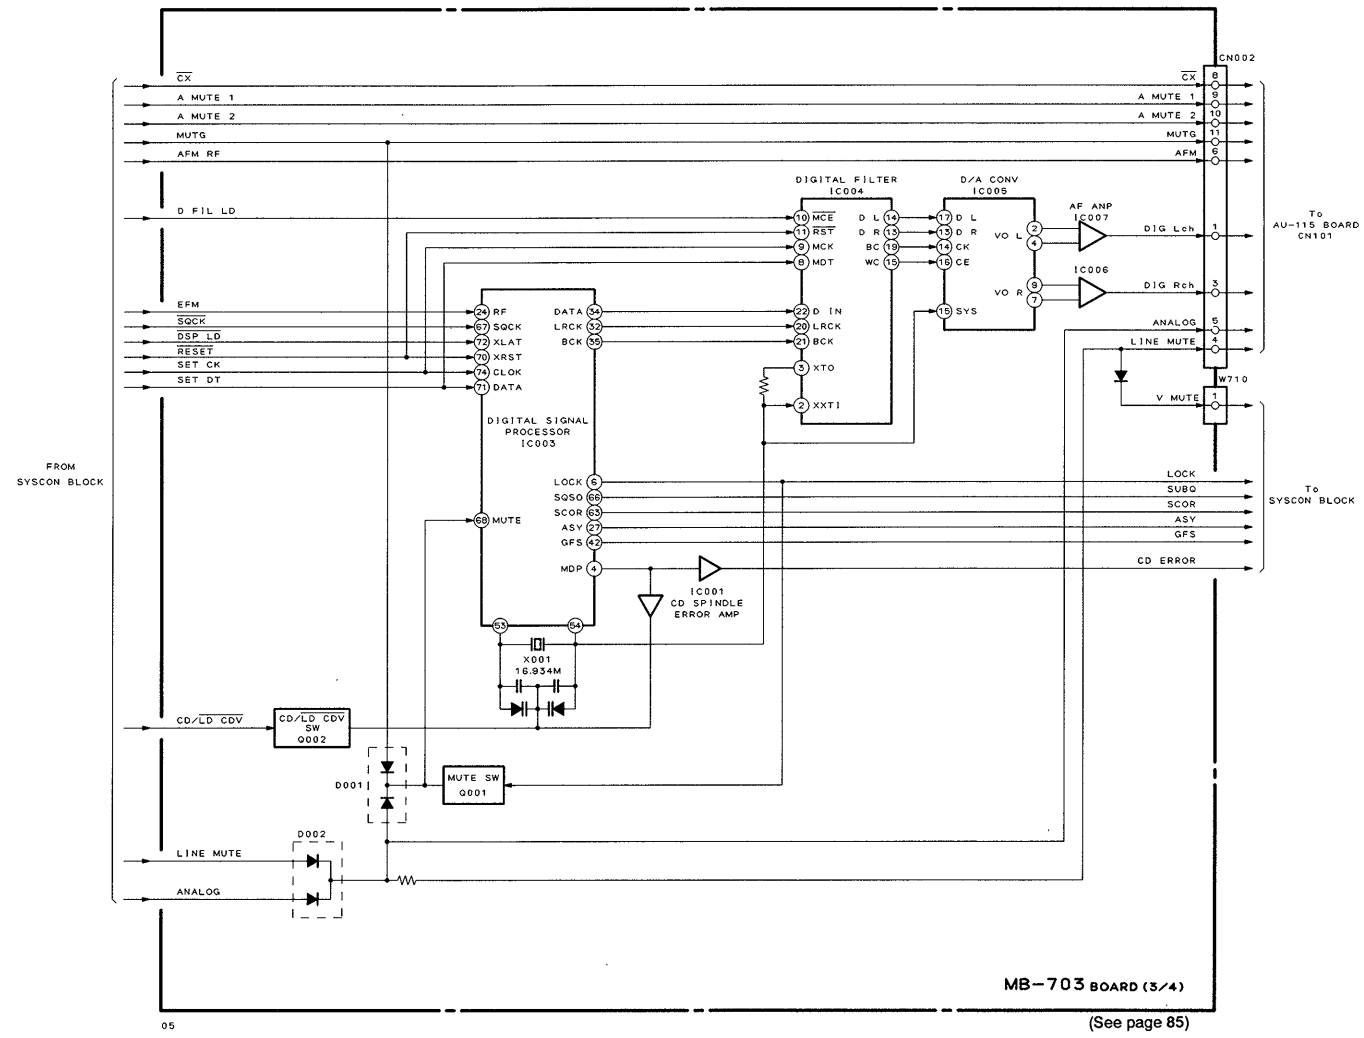 CN002
CX
CX
8
A MUTE 1
A MUTE 1
9
A MUTE 2
A MUTE 2
10
MUTG
MUTG
11
AFM RF
AFM
6
DIGITAL FILTER
IC004
D/A CONV
IC005
AF ANP
IC007
D FIL LD
10 MCE
D L 14
17 D L
11 RST
D R 13
13 D R
9 MCK
BC 19
14 CK
8 MDT
WC 15
16 CE
VO L
2
4
DIG Lch
1
To
AU-115 BOARD
CN101
IC006
VO R
9
7
DIG Rch
3
15 SYS
EFM
24 RF
DATA 34
22 D IN
SQCK
67 SQCK
LRCK 32
20 LRCK
DSP LD
72 XLAT
BCK 35
21 BCK
RESET
70 XRST
SET CK
74 CLOK
SET DT
71 DATA
3 XTO
2 XXTI
ANALOG
5
LINE MUTE
4
W710
V MUTE
1
DIGITAL SIGNAL
PROCESSOR
IC003
FROM
SYSCON BLOCK
LOCK 6
LOCK
SQSO 66
SUBQ
SCOR 63
SCOR
ASY 27
ASY
GFS 42
GFS
To
SYSCON BLOCK
68 MUTE
MDP 4
CD ERROR
IC001
CD SPINDLE
ERROR AMP
53
54
X001
16.934M
CD/LD CDV
CD/LD CDV
SW
Q002
D001
MUTE SW
Q001
D002
LINE MUTE
ANALOG
MB-703 BOARD (3/4)
05
(See page 85)